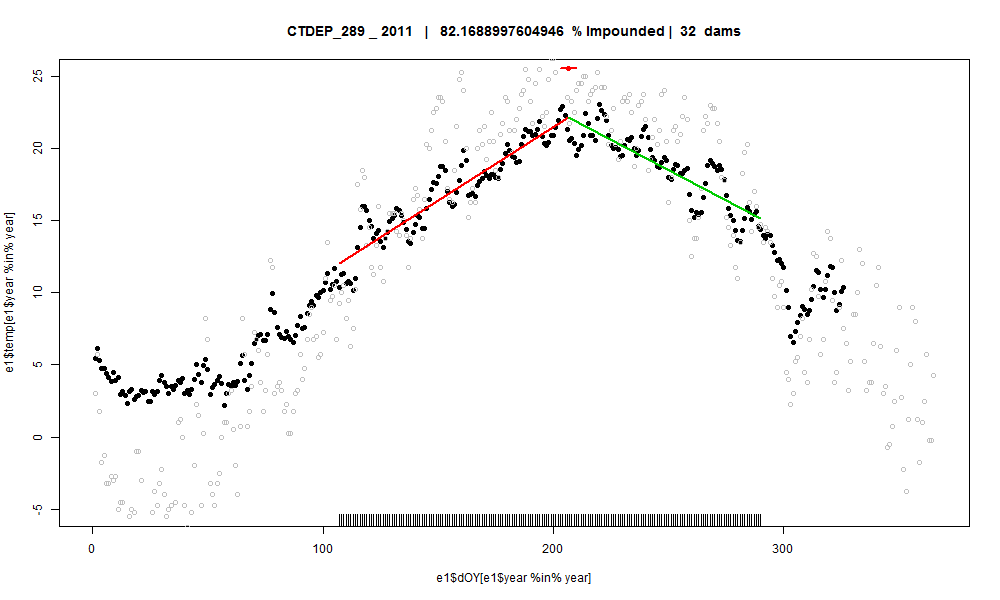 CTDEP_289 _ 2011 | 82.1688997604946 % Impounded | 32 dams
25
20
15
10
5
0
-5
e1$temp[e1$year %in% year]
0 100 200 300
e1$dOY[e1$year %in% year]